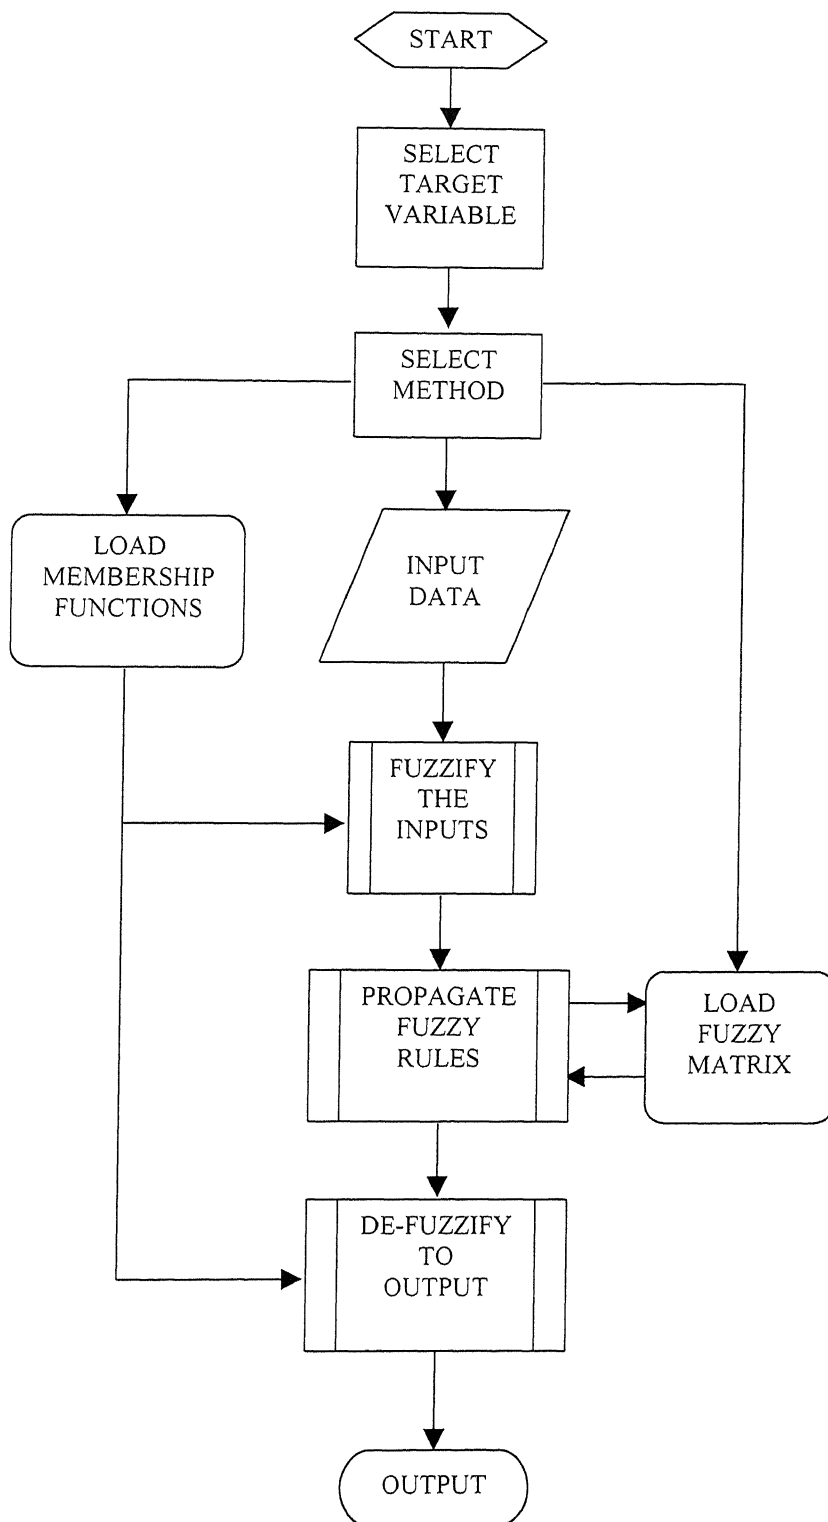 START
SELECT
TARGET
VARIABLE
SELECT
METHOD
LOAD
MEMBERSHIP
FUNCTIONS
INPUT
DATA
FUZZIFY
THE
INPUTS
PROPAGATE
FUZZY
RULES
LOAD
FUZZY
MATRIX
DE-FUZZIFY
TO
OUTPUT
OUTPUT